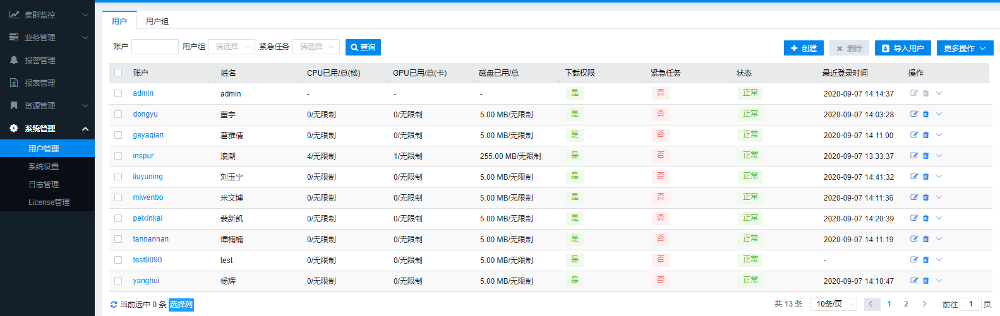 集群监控
业务管理
报警管理
报表管理
资源管理
系统管理
用户管理
系统设置
日志管理
License管理
用户 用户组
账户 用户组 请选择 紧急任务 请选择 查询 创建 删除 导入用户 更多操作
账户 姓名 CPU已用/总(核) GPU已用/总(卡) 磁盘已用/总 下载权限 紧急任务 状态 最近登录时间 操作
admin admin - - - 是 否 正常 2020-09-07 14:14:37
dongyu 董宇 0/无限制 0/无限制 5.00 MB/无限制 是 否 正常 2020-09-07 14:03:28
geyaqian 葛雅倩 0/无限制 0/无限制 5.00 MB/无限制 是 否 正常 2020-09-07 14:11:00
inspur 浪潮 4/无限制 1/无限制 255.00 MB/无限制 是 否 正常 2020-09-07 13:33:37
liuyuning 刘玉宁 0/无限制 0/无限制 5.00 MB/无限制 是 否 正常 2020-09-07 14:41:32
miwenbo 米文博 0/无限制 0/无限制 5.00 MB/无限制 是 否 正常 2020-09-07 14:11:36
peixinkai 裴新凯 0/无限制 0/无限制 5.00 MB/无限制 是 否 正常 2020-09-07 14:20:39
tannannan 谭楠楠 0/无限制 0/无限制 5.00 MB/无限制 是 否 正常 2020-09-07 14:11:19
test9090 test 0/无限制 0/无限制 5.00 MB/无限制 是 否 正常 -
yanghui 杨辉 0/无限制 0/无限制 5.00 MB/无限制 是 否 正常 2020-09-07 14:10:47
当前选中 0 条 选择列 共 13 条 10条/页 1 2 前往 1 页